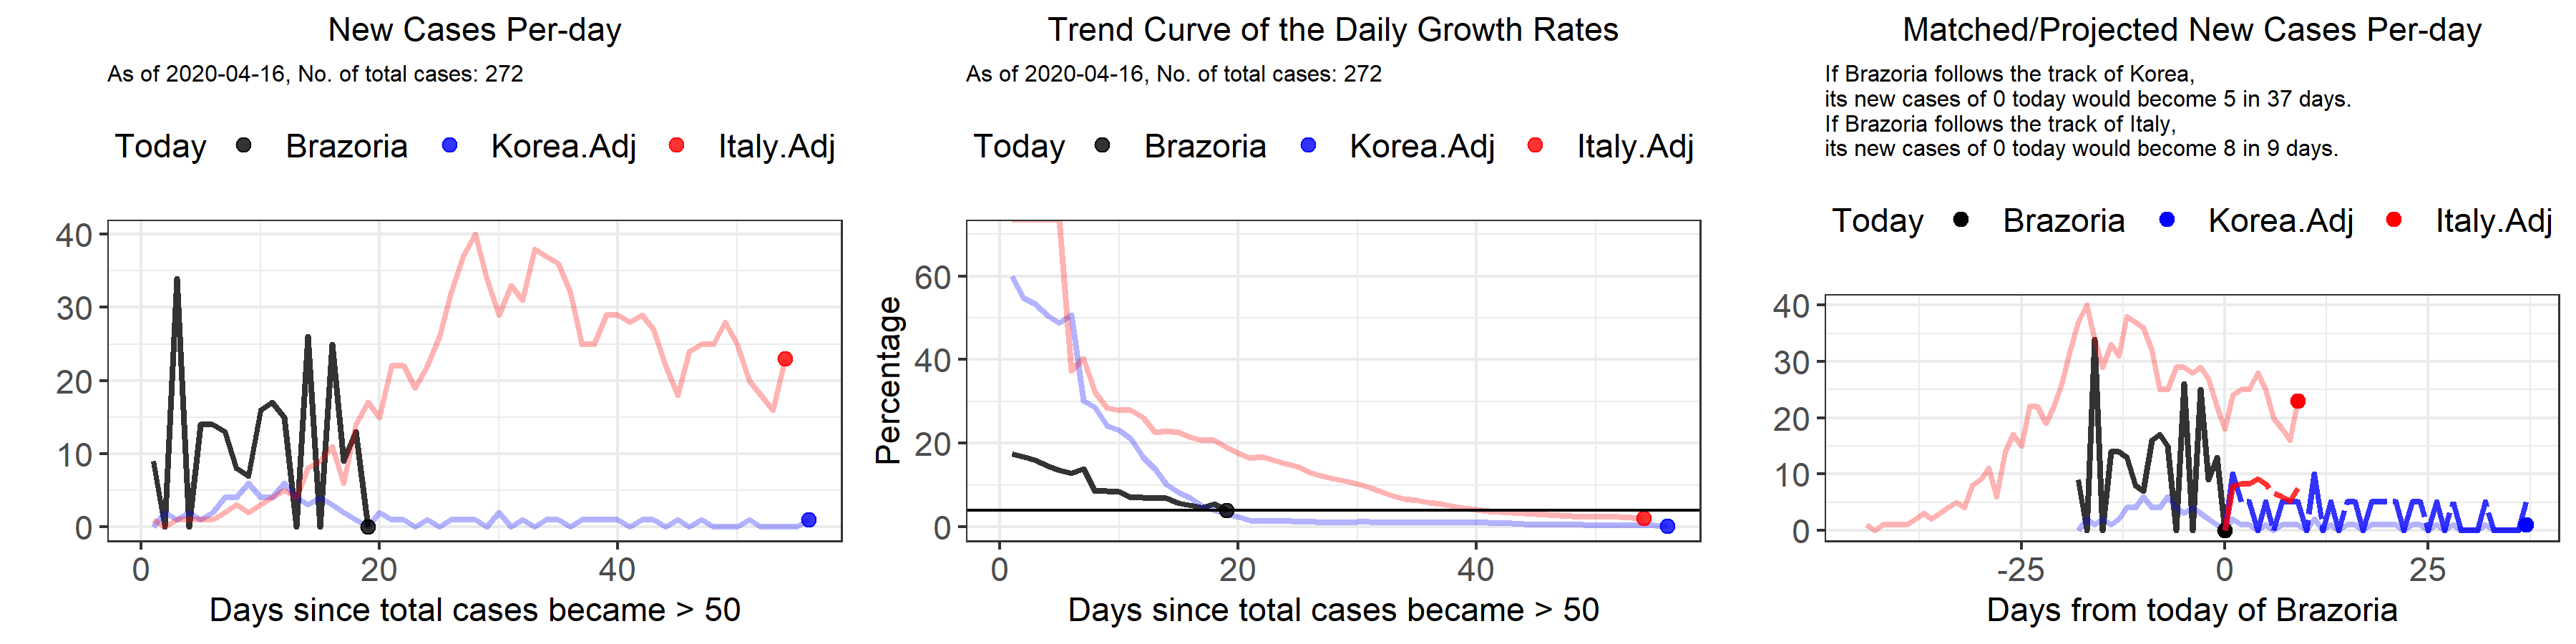 New Cases Per-day
As of 2020-04-16, No. of total cases: 272
Today Brazoria Korea.Adj Italy.Adj
40
30
20
10
0
0 20 40
Days since total cases became > 50
Trend Curve of the Daily Growth Rates
As of 2020-04-16, No. of total cases: 272
Today Brazoria Korea.Adj Italy.Adj
Percentage
60
40
20
0
0 20 40
Days since total cases became > 50
Matched/Projected New Cases Per-day
If Brazoria follows the track of Korea,
its new cases of 0 today would become 5 in 37 days.
If Brazoria follows the track of Italy,
its new cases of 0 today would become 8 in 9 days.
Today Brazoria Korea.Adj Italy.Adj
40
30
20
10
0
-25 0 25
Days from today of Brazoria